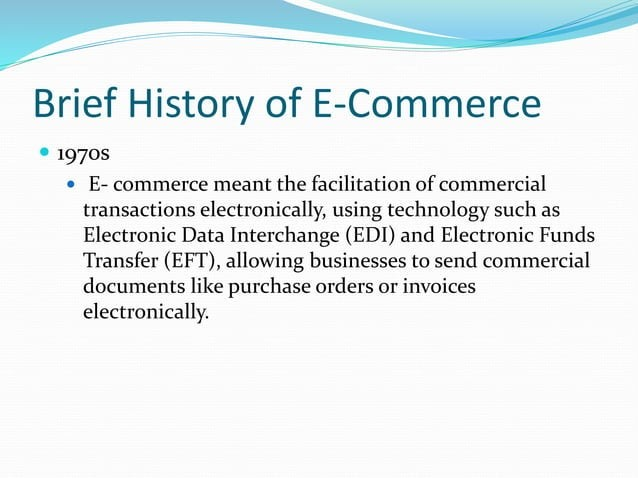 Brief History of E-Commerce
1970s
E- commerce meant the facilitation of commercial
transactions electronically, using technology such as
Electronic Data Interchange (EDI) and Electronic Funds
Transfer (EFT), allowing businesses to send commercial
documents like purchase orders or invoices
electronically.